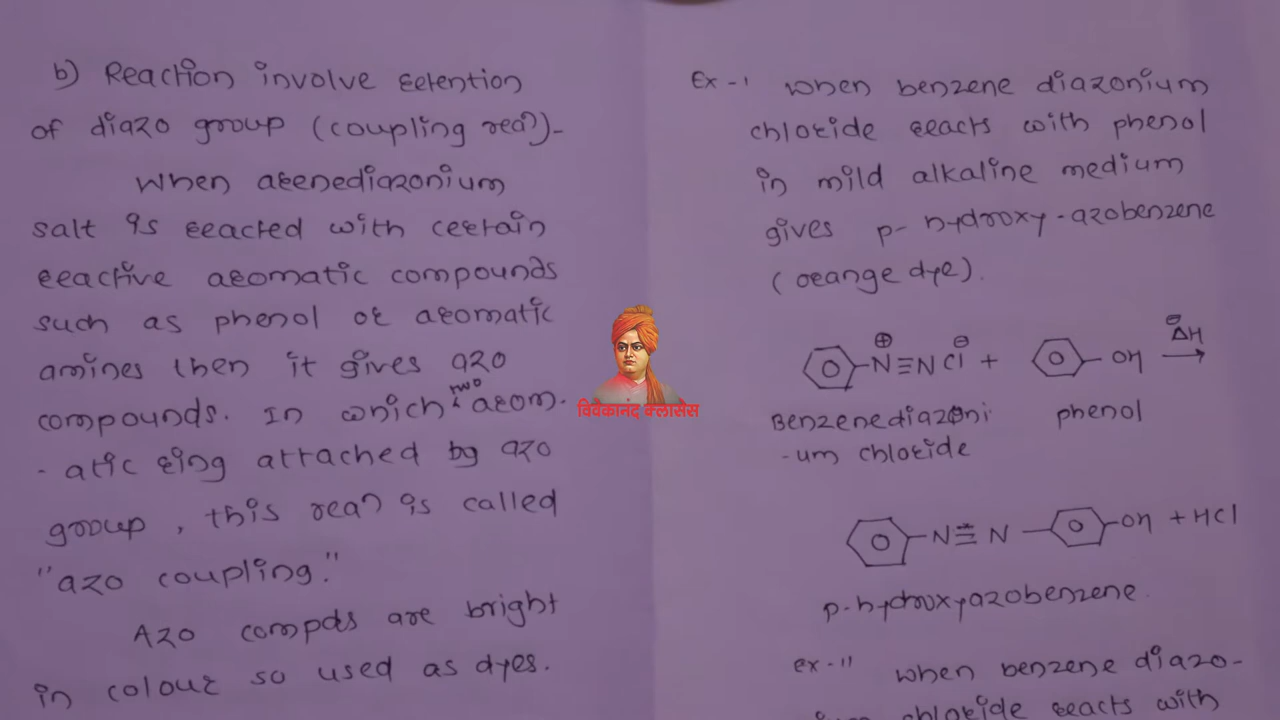 b) Reaction involve retention
of diazo group (coupling reaⁿ)-
When arenediazonium
salt is reacted with certain
reactive aromatic compounds
such as phenol or aromatic
amines then it gives azo
compounds. In which two arom.
- atic ring attached by azo
group, this reaⁿ is called
"azo coupling."
Azo compds are bright
in colour so used as dyes.
Ex-1 When benzene diazonium
chloride reacts with phenol
in mild alkaline medium
gives p-hydroxy-azobenzene
(orange dye).
N≡N Cl + OH ΔH →
⊕ ⊖ ⊖
Benzenediazoni phenol
-um chloride
N N OH + HCl
p-hydroxyazobenzene
ex-11 When benzene diazo-
chloride reacts with
विवेकानंद क्लासेस